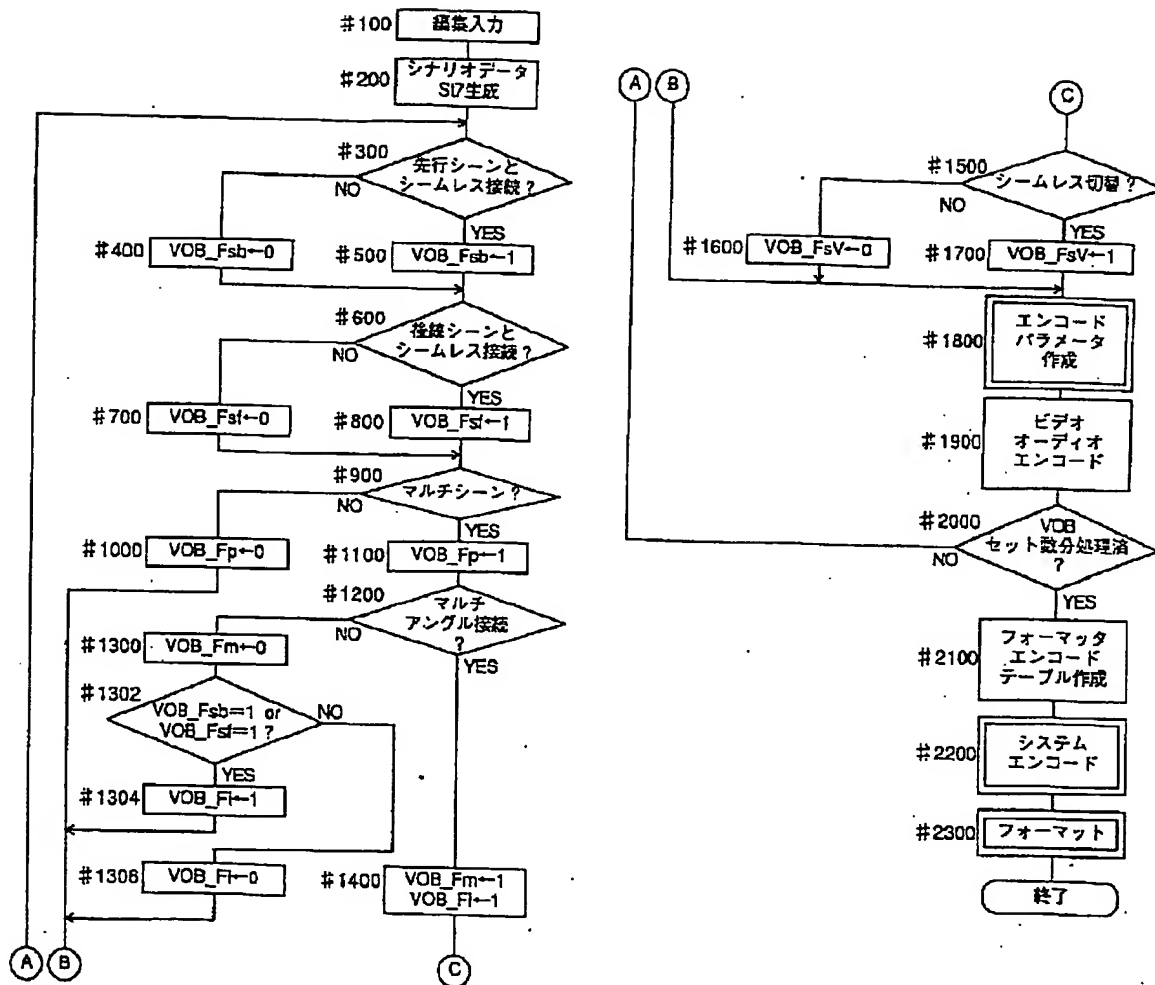 #100
編集入力
#200
シナリオデータ
St7生成
#300
先行シーンと
シームレス接続?
NO
YES
#400
VOB_Fsb←0
#500
VOB_Fsb←1
#600
後続シーンと
シームレス接続?
NO
YES
#700
VOB_Fsf←0
#800
VOB_Fsf←1
#900
マルチシーン?
NO
YES
#1000
VOB_Fp←0
#1100
VOB_Fp←1
#1200
マルチ
アングル接続
?
NO
YES
#1300
VOB_Fm←0
#1302
VOB_Fsb=1 or
VOB_Fsf=1?
NO
YES
#1304
VOB_Fi←1
#1306
VOB_Fi←0
#1400
VOB_Fm←1
VOB_Fi←1
A
B
C
A
B
C
#1500
シームレス切替?
NO
YES
#1600
VOB_FsV←0
#1700
VOB_FsV←1
#1800
エンコード
パラメータ
作成
#1900
ビデオ
オーディオ
エンコード
#2000
VOB
セット数分処理済
?
NO
YES
#2100
フォーマッタ
エンコード
テーブル作成
#2200
システム
エンコード
#2300
フォーマット
終了